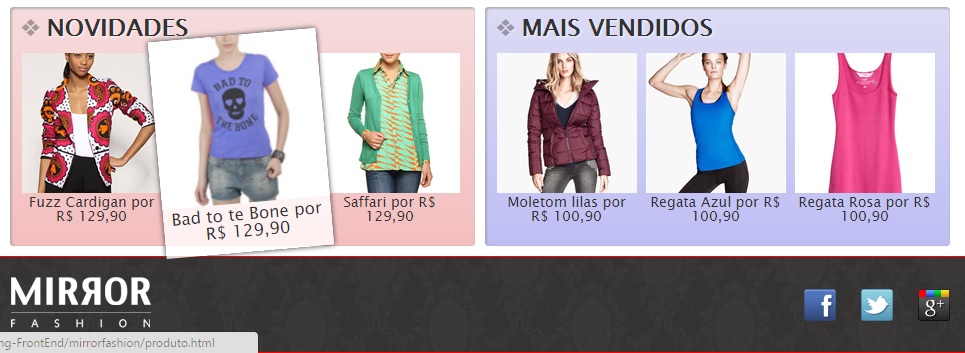 NOVIDADES
Fuzz Cardigan por
R$ 129,90
BAD TO
THE BONE
Bad to te Bone por
R$ 129,90
Saffari por R$
129,90
MAIS VENDIDOS
Moletom lilas por
R$ 100,90
Regata Azul por R$
100,90
Regata Rosa por R$
100,90
MIRROR
FASHION
f
g+
ng-FrontEnd/mirrorfashion/produto.html